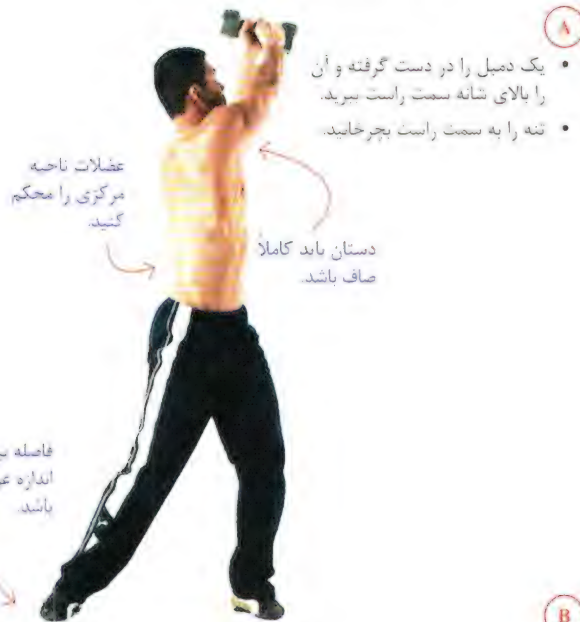 A
• یک دمبل را در دست گرفته و آن
را بالای شانه سمت راست ببرید.
• تنه را به سمت راست بچرخانید.
عضلات ناحیه
مرکزی را محکم
کنید.
دستان باید کاملاً
صاف باشد.
فاصله
اندازه
باشد.
B